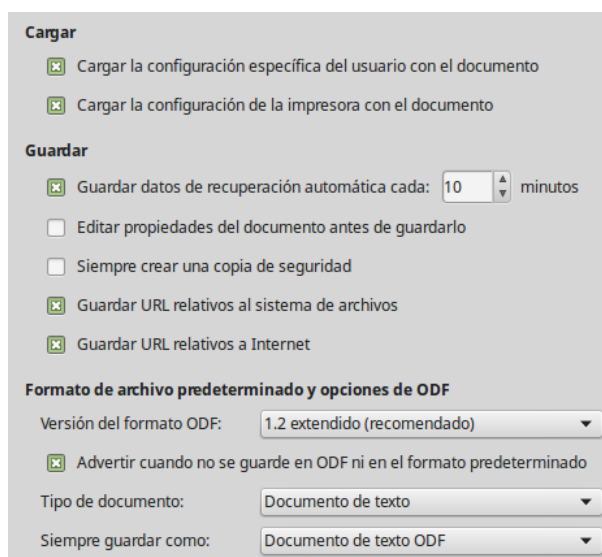 Cargar
Cargar la configuración específica del usuario con el documento
Cargar la configuración de la impresora con el documento
Guardar
Guardar datos de recuperación automática cada: 10 minutos
Editar propiedades del documento antes de guardarlo
Siempre crear una copia de seguridad
Guardar URL relativos al sistema de archivos
Guardar URL relativos a Internet
Formato de archivo predeterminado y opciones de ODF
Versión del formato ODF: 1.2 extendido (recomendado)
Advertir cuando no se guarde en ODF ni en el formato predeterminado
Tipo de documento: Documento de texto
Siempre guardar como: Documento de texto ODF